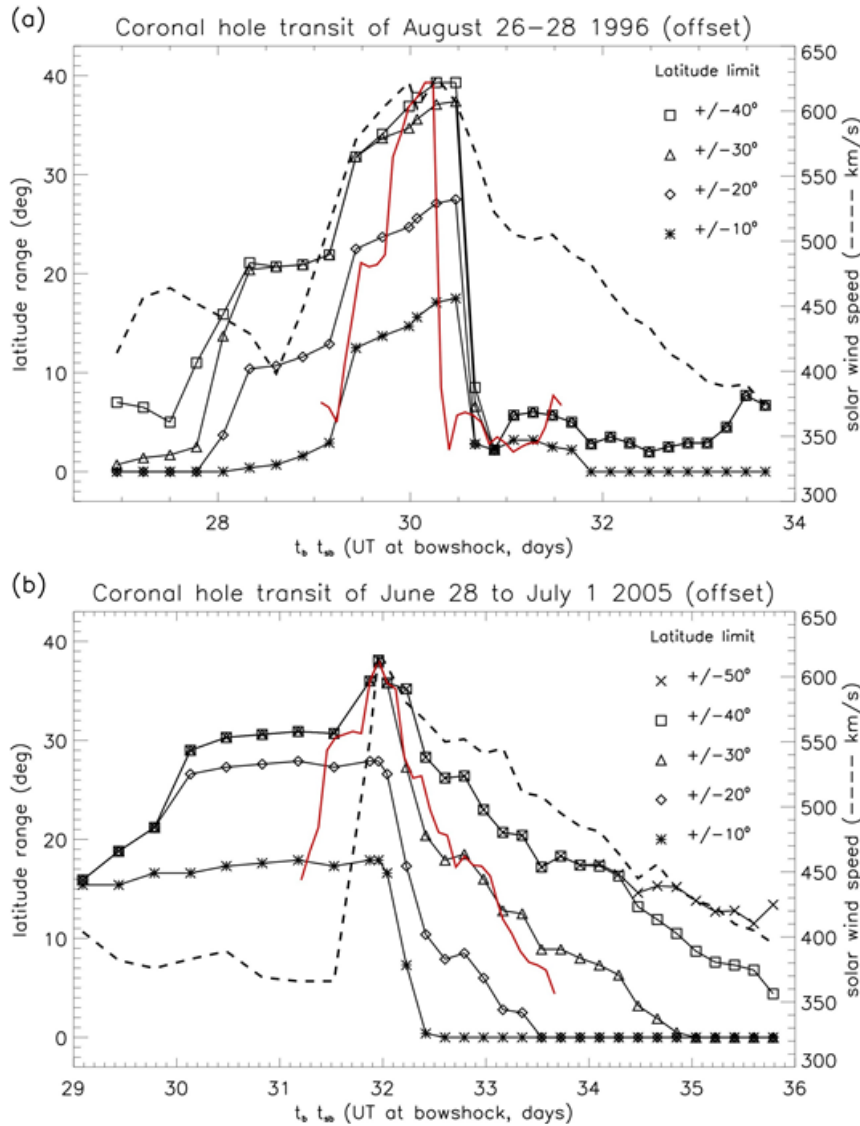 (a)
Coronal hole transit of August 26-28 1996 (offset)
650
40
Latitude limit
600
+/-40°
+/-30°
550
30
+/-20°
+/-10°
500
20
450
400
10
350
0
300
latitude range (deg)
solar wind speed (---- km/s)
28 30 32 34
t_b t_sb (UT at bowshock, days)
(b)
Coronal hole transit of June 28 to July 1 2005 (offset)
650
40
Latitude limit
600
+/-50°
+/-40°
550
30
+/-30°
+/-20°
500
20
+/-10°
450
10
400
350
0
300
latitude range (deg)
solar wind speed (---- km/s)
29 30 31 32 33 34 35 36
t_b t_sb (UT at bowshock, days)